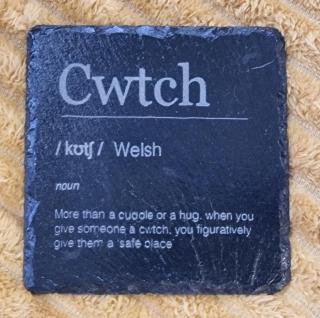 Cwtch
/ kʊtʃ / Welsh
noun
More than a cuddle or a hug. when you
give someone a cwtch, you figuratively
give them a 'safe place'